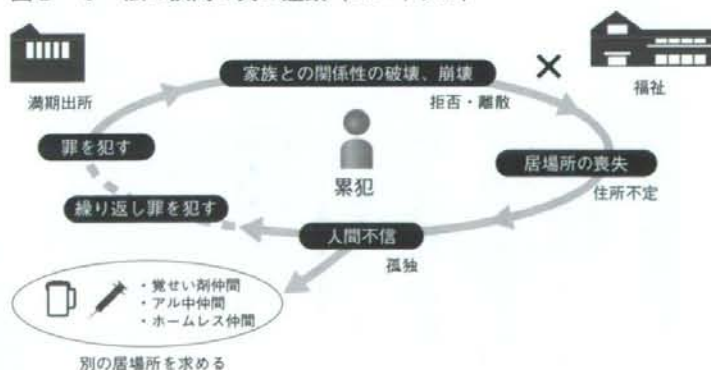 家族との関係性の破壊、崩壊
満期出所
拒否・離散
福祉
罪を犯す
居場所の喪失
住所不定
累犯
繰り返し罪を犯す
人間不信
孤独
・覚せい剤仲間
・アル中仲間
・ホームレス仲間
別の居場所を求める